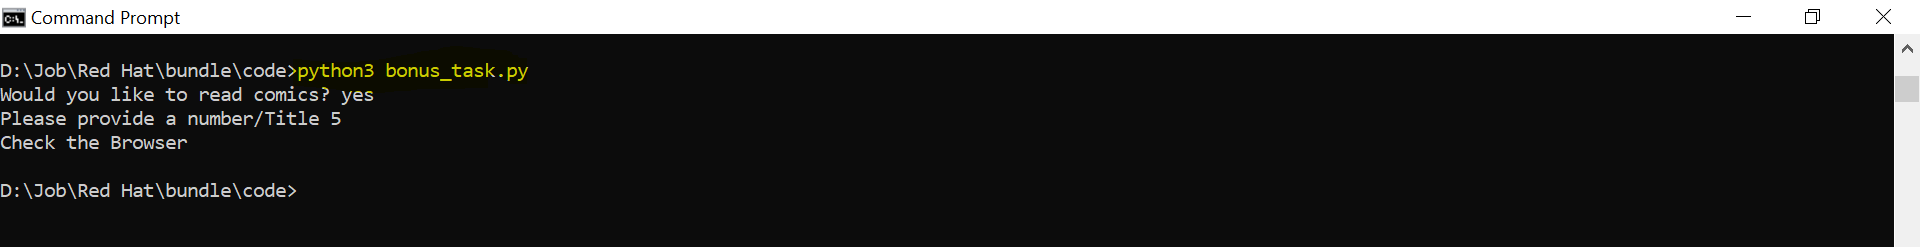 Command Prompt
D:\Job\Red Hat\bundle\code>python3 bonus_task.py
Would you like to read comics? yes
Please provide a number/Title 5
Check the Browser
D:\Job\Red Hat\bundle\code>